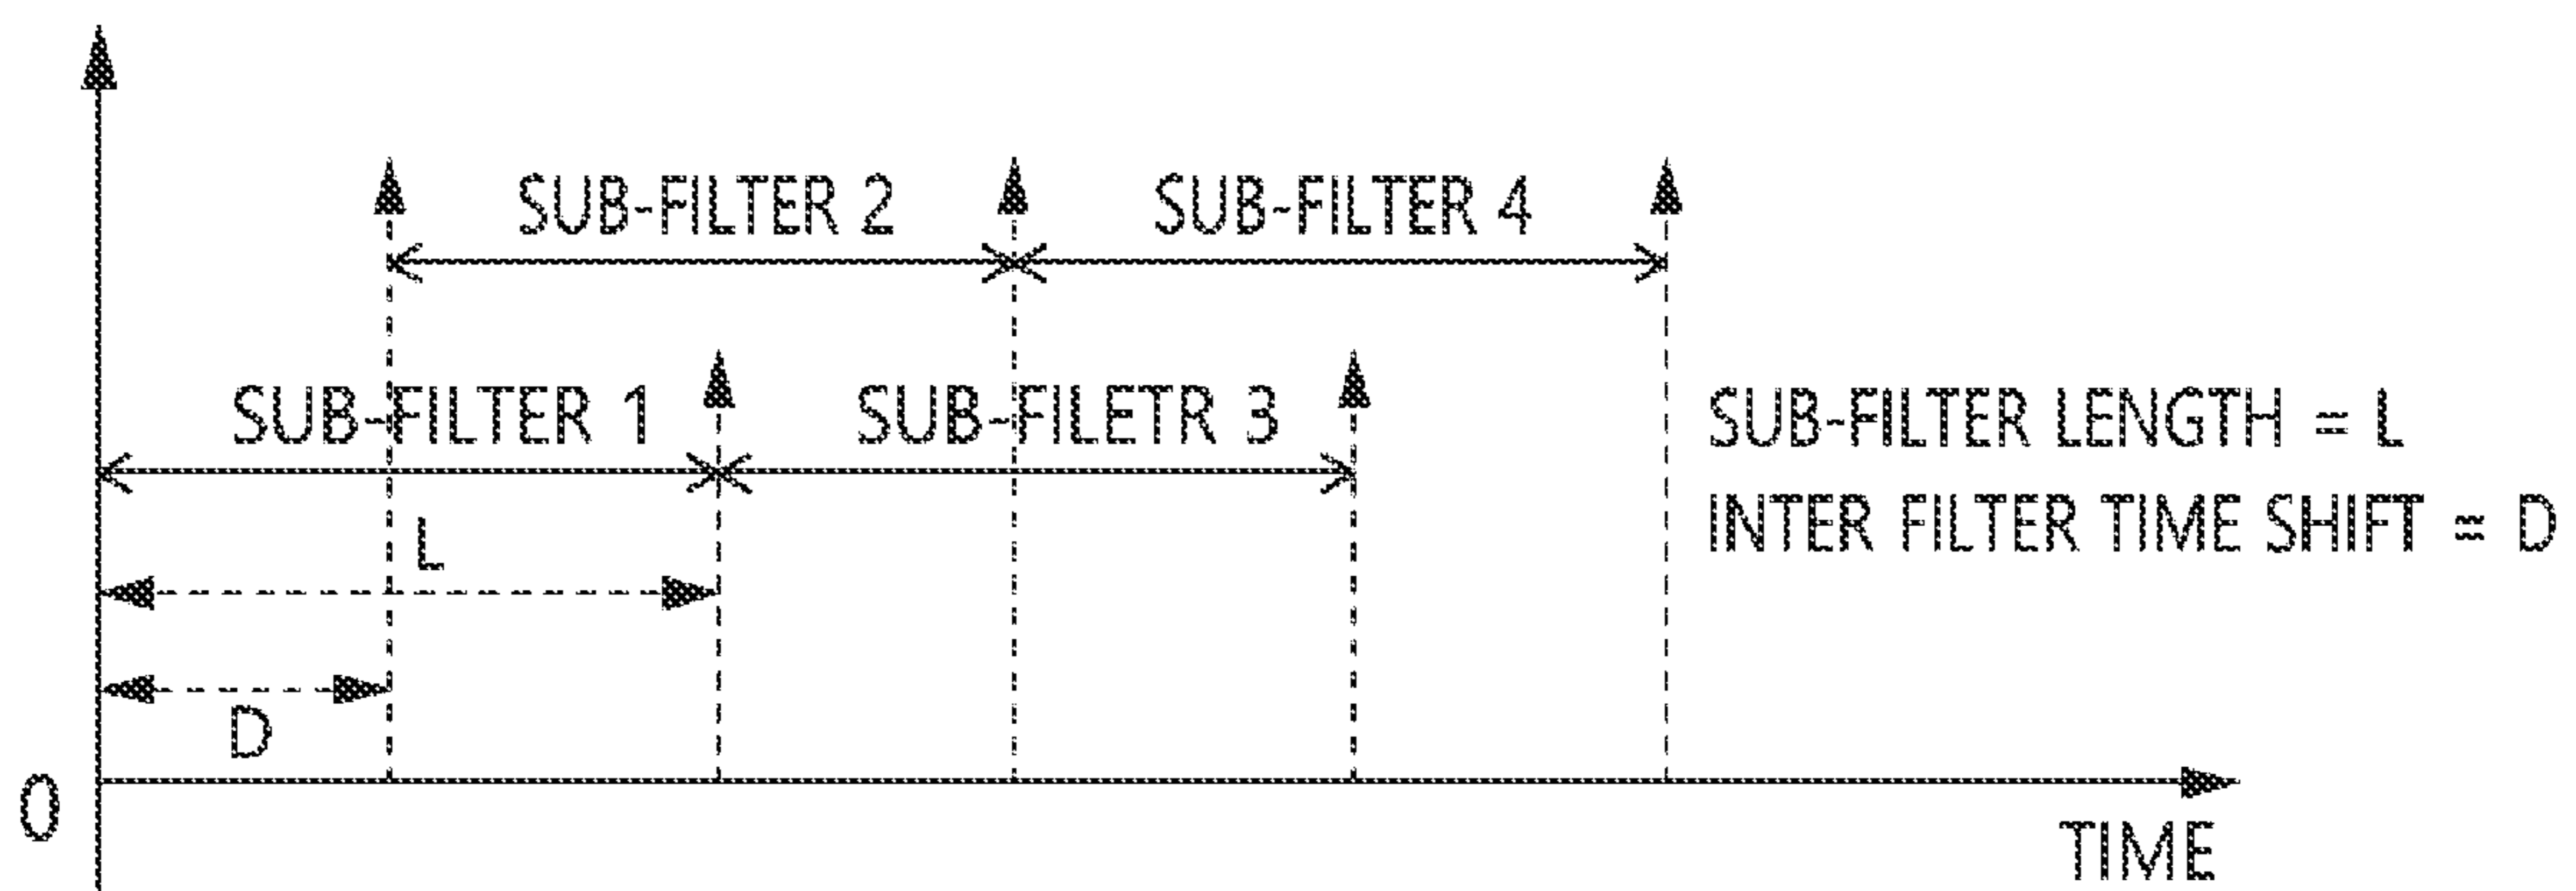 SUB-FILTER 2
SUB-FILTER 4
SUB-FILTER 1
SUB-FILETR 3
SUB-FILTER LENGTH = L
INTER FILTER TIME SHIFT = D
L
D
0
TIME